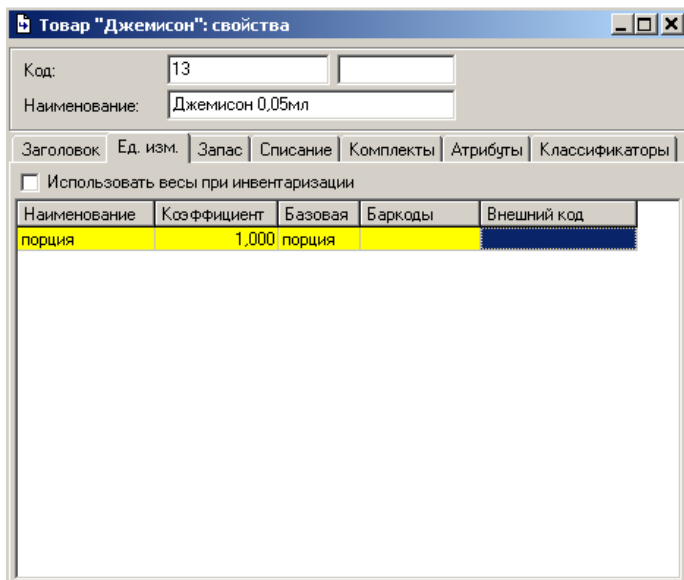 Товар "Джемисон": свойства
Код: 13
Наименование: Джемисон 0,05мл
Заголовок Ед. изм. Запас Списание Комплекты Атрибуты Классификаторы
Использовать весы при инвентаризации
Наименование Коэффициент Базовая Баркоды Внешний код
порция 1,000 порция